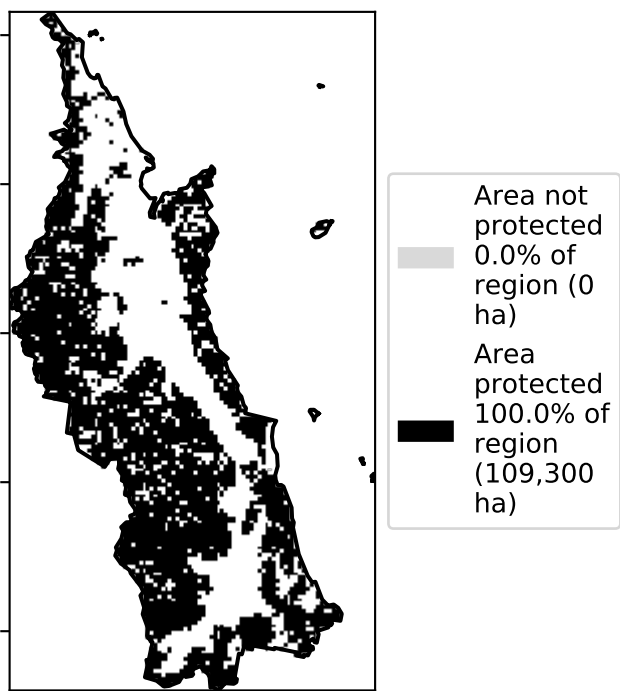 Area not
protected
0.0% of
region (0
ha)
Area
protected
100.0% of
region
(109,300
ha)